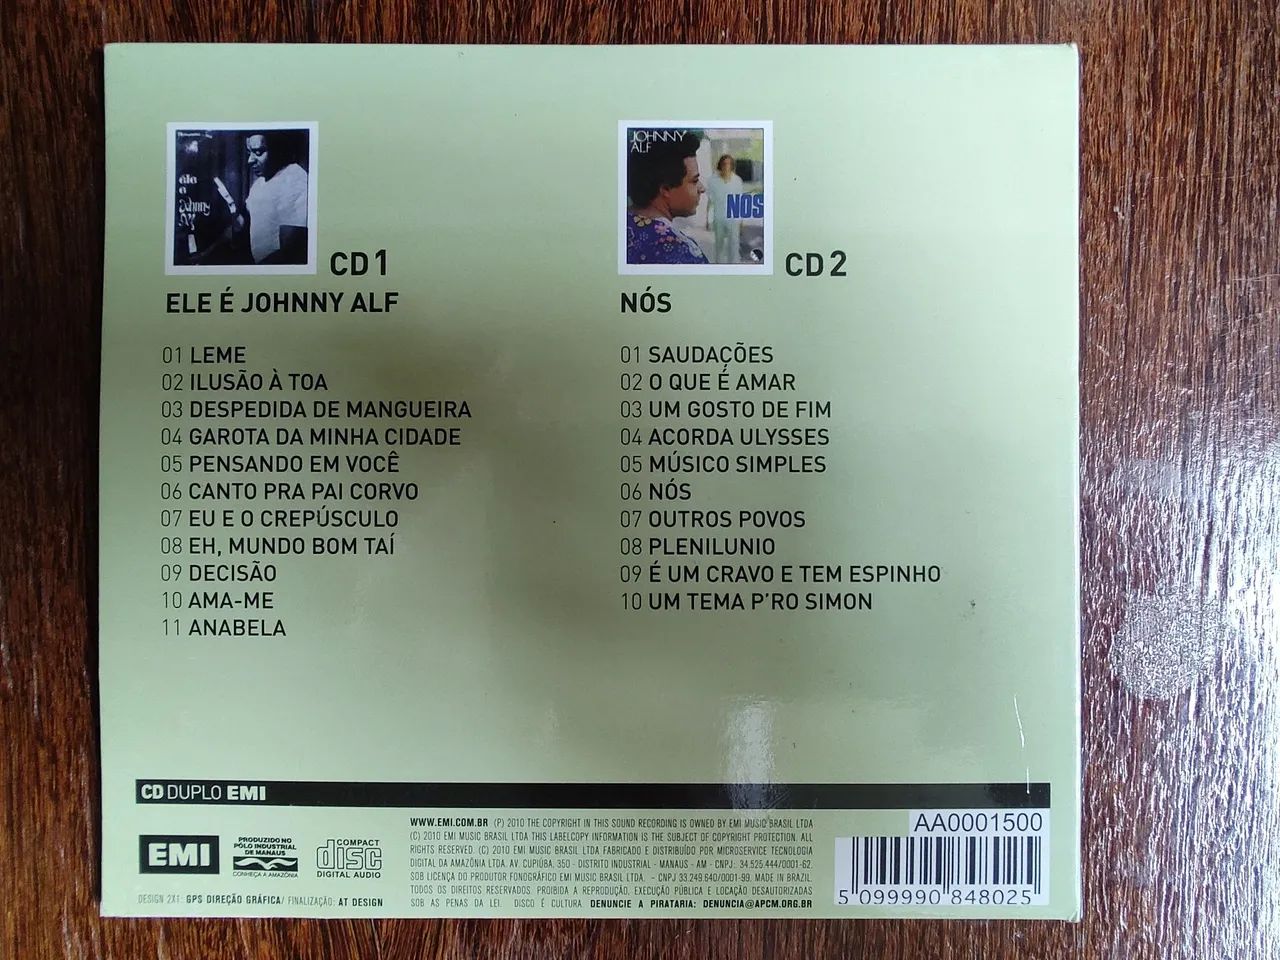 ele
é
Johnny
Alf
CD 1
ELE É JOHNNY ALF
01 LEME
02 ILUSÃO À TOA
03 DESPEDIDA DE MANGUEIRA
04 GAROTA DA MINHA CIDADE
05 PENSANDO EM VOCÊ
06 CANTO PRA PAI CORVO
07 EU E O CREPÚSCULO
08 EH, MUNDO BOM TAÍ
09 DECISÃO
10 AMA-ME
11 ANABELA
JOHNNY
ALF
NÓS
CD 2
NÓS
01 SAUDAÇÕES
02 O QUE É AMAR
03 UM GOSTO DE FIM
04 ACORDA ULYSSES
05 MÚSICO SIMPLES
06 NÓS
07 OUTROS POVOS
08 PLENILUNIO
09 É UM CRAVO E TEM ESPINHO
10 UM TEMA P'RO SIMON
CD DUPLO EMI
EMI
PRODUZIDO NO
PÓLO INDUSTRIAL
DE MANAUS
CONHEÇA A AMAZÔNIA
COMPACT
disc
DIGITAL AUDIO
DESIGN 2X1: GPS DIREÇÃO GRÁFICA/ FINALIZAÇÃO: AT DESIGN
WWW.EMI.COM.BR (P) 2010 THE COPYRIGHT IN THIS SOUND RECORDING IS OWNED BY EMI MUSIC BRASIL LTDA
(C) 2010 EMI MUSIC BRASIL LTDA THIS LABELCOPY INFORMATION IS THE SUBJECT OF COPYRIGHT PROTECTION. ALL
RIGHTS RESERVED. (C) 2010 EMI MUSIC BRASIL LTDA FABRICADO E DISTRIBUÍDO POR MICROSERVICE TECNOLOGIA
DIGITAL DA AMAZÔNIA LTDA. AV. CUPIÚBA, 350 - DISTRITO INDUSTRIAL - MANAUS - AM - CNPJ: 34.525.444/0001-62.
SOB LICENÇA DO PRODUTOR FONOGRÁFICO EMI MUSIC BRASIL LTDA. - CNPJ 33.249.640/0001-99. MADE IN BRAZIL.
TODOS OS DIREITOS RESERVADOS PROIBIDA A REPRODUÇÃO, EXECUÇÃO PÚBLICA E LOCAÇÃO DESAUTORIZADAS
SOB AS PENAS DA LEI. DISCO É CULTURA DENUNCIE A PIRATARIA: DENUNCIA@APCM.ORG.BR
AA0001500
5 099990 848025